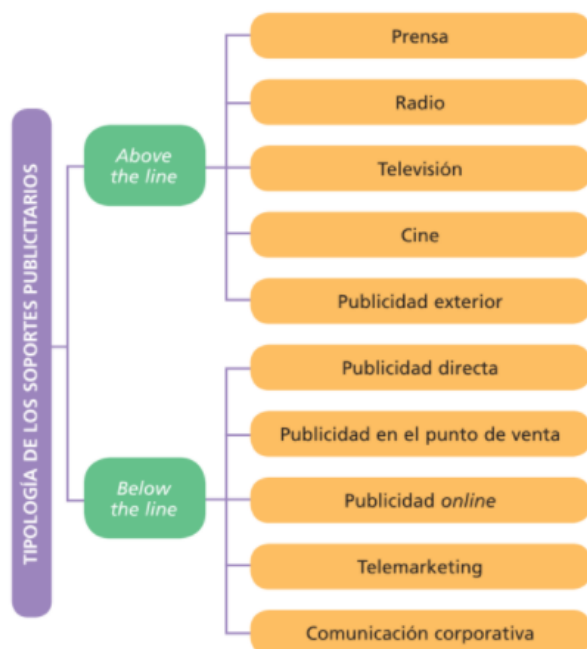 TIPOLOGÍA DE LOS SOPORTES PUBLICITARIOS
Above
the line
Prensa
Radio
Televisión
Cine
Publicidad exterior
Below
the line
Publicidad directa
Publicidad en el punto de venta
Publicidad online
Telemarketing
Comunicación corporativa